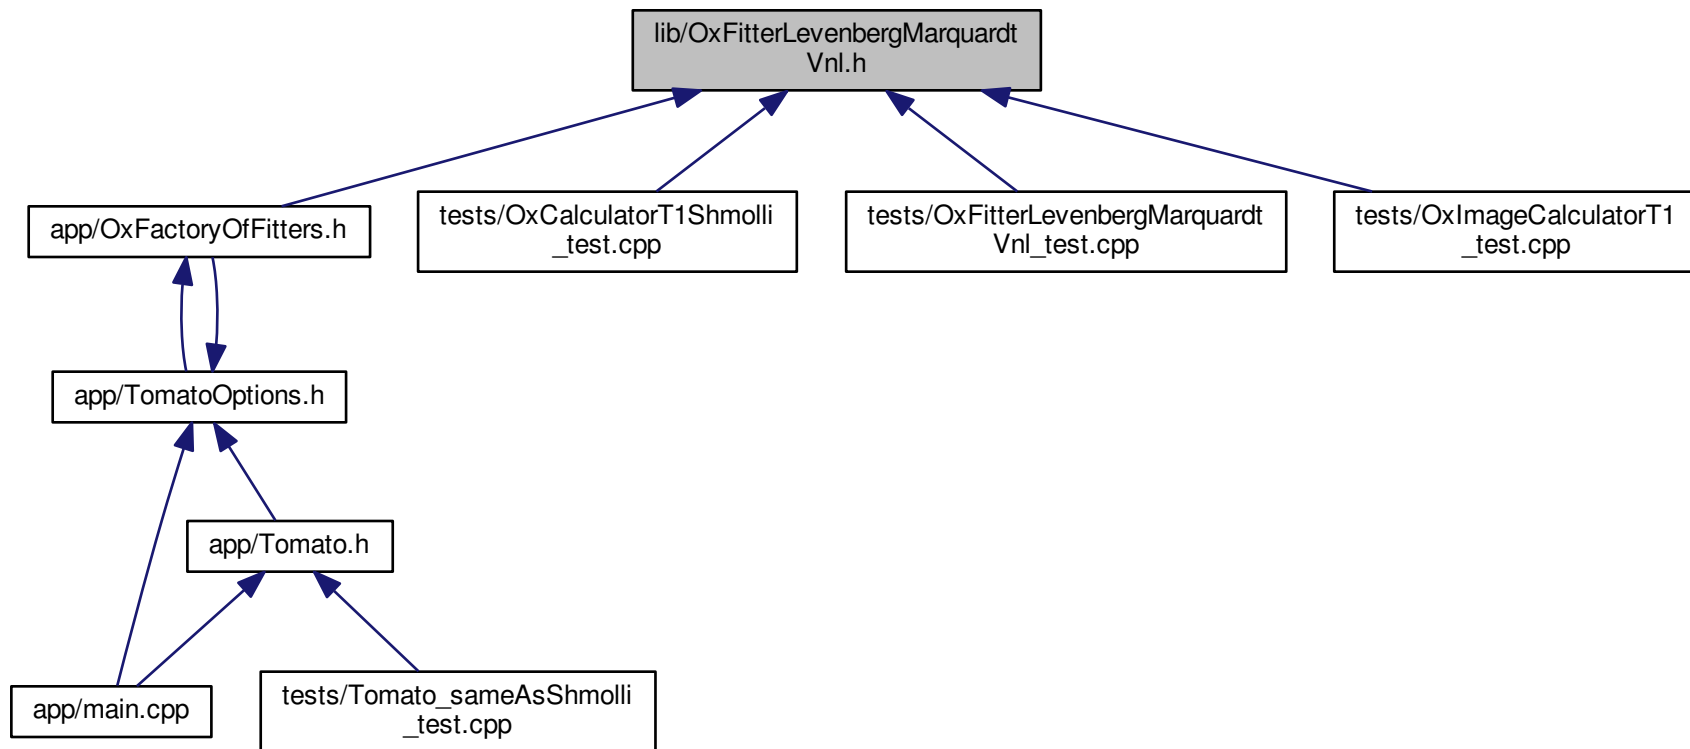 lib/OxFitterLevenbergMarquardt
Vnl.h
app/OxFactoryOfFitters.h
tests/OxCalculatorT1Shmolli
_test.cpp
tests/OxFitterLevenbergMarquardt
Vnl_test.cpp
tests/OxImageCalculatorT1
_test.cpp
app/TomatoOptions.h
app/Tomato.h
app/main.cpp
tests/Tomato_sameAsShmolli
_test.cpp